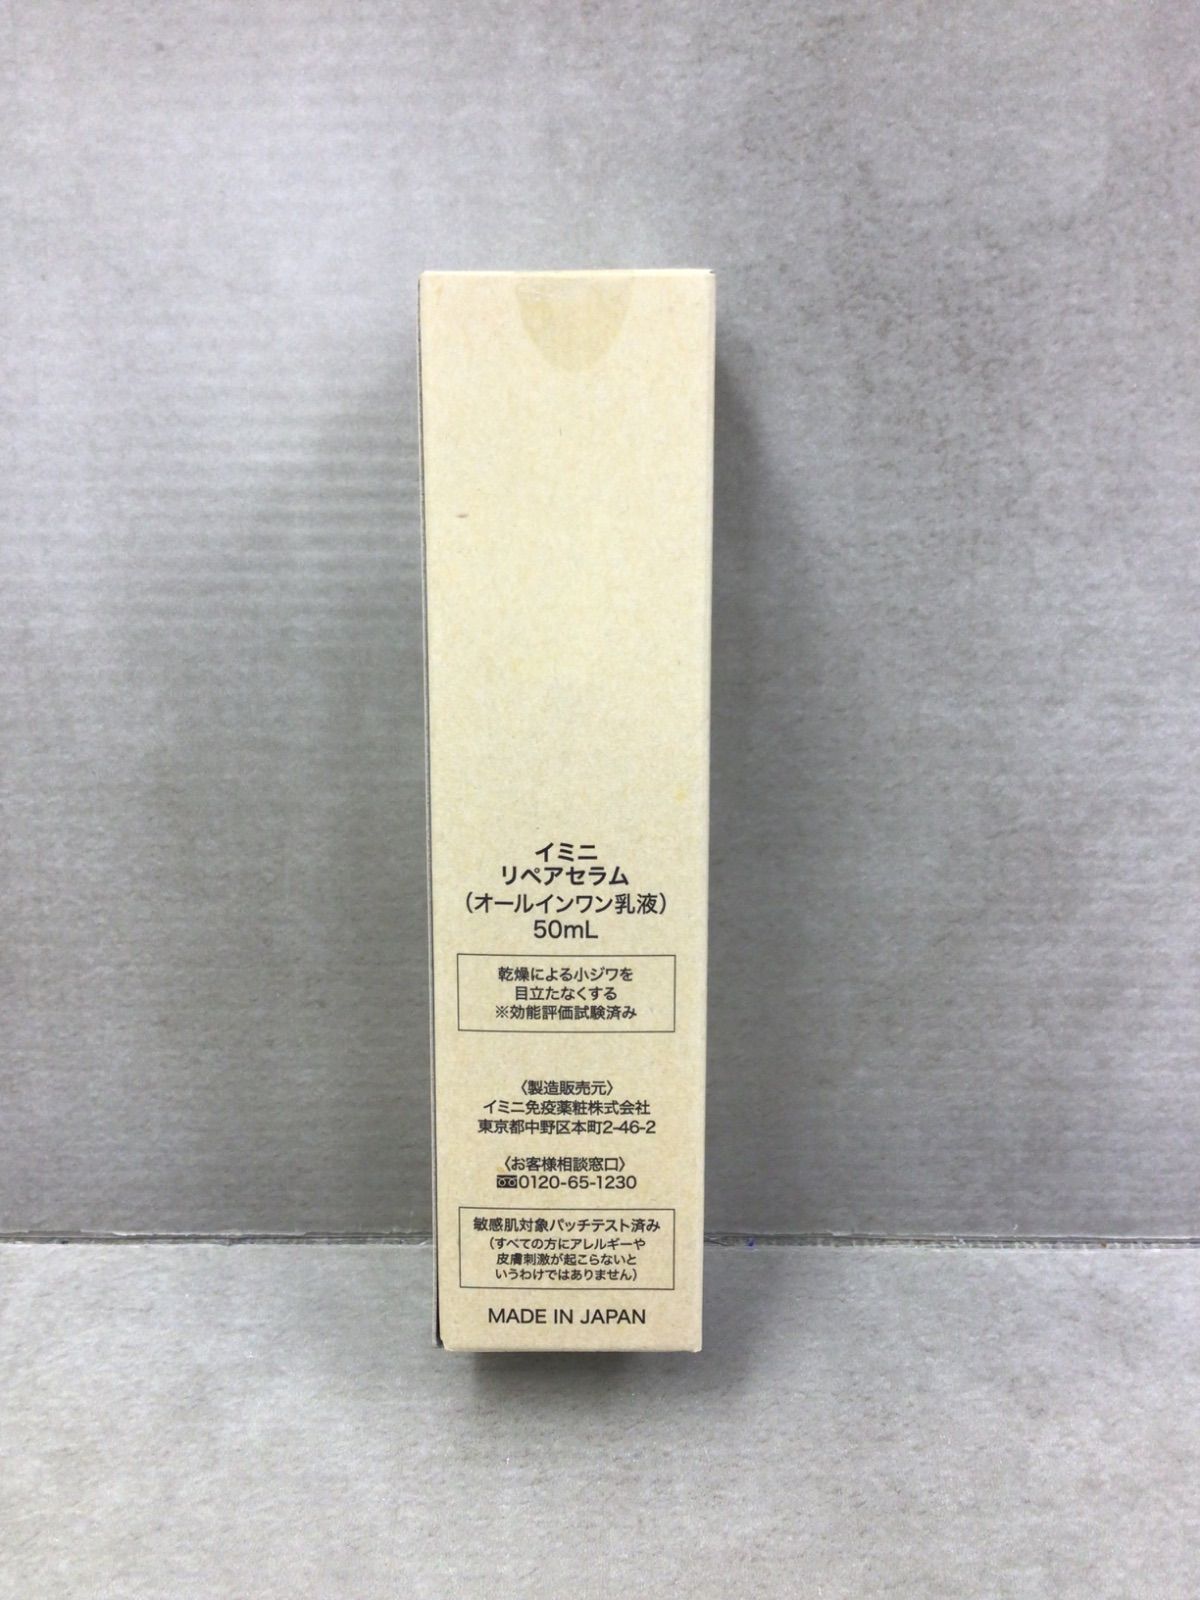 イミニ
リペアセラム
（オールインワン乳液）
50mL
乾燥による小ジワを
目立たなくする
※効能評価試験済み
〈製造販売元〉
イミニ免疫薬粧株式会社
東京都中野区本町2-46-2
〈お客様相談窓口〉
0120-65-1230
敏感肌対象パッチテスト済み
（すべての方にアレルギーや
皮膚刺激が起こらないと
いうわけではありません）
MADE IN JAPAN